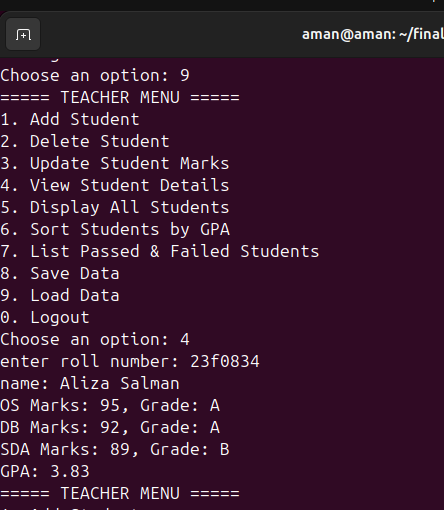 aman@aman: ~/final
Choose an option: 9
===== TEACHER MENU =====
1. Add Student
2. Delete Student
3. Update Student Marks
4. View Student Details
5. Display All Students
6. Sort Students by GPA
7. List Passed & Failed Students
8. Save Data
9. Load Data
0. Logout
Choose an option: 4
enter roll number: 23f0834
name: Aliza Salman
OS Marks: 95, Grade: A
DB Marks: 92, Grade: A
SDA Marks: 89, Grade: B
GPA: 3.83
===== TEACHER MENU =====